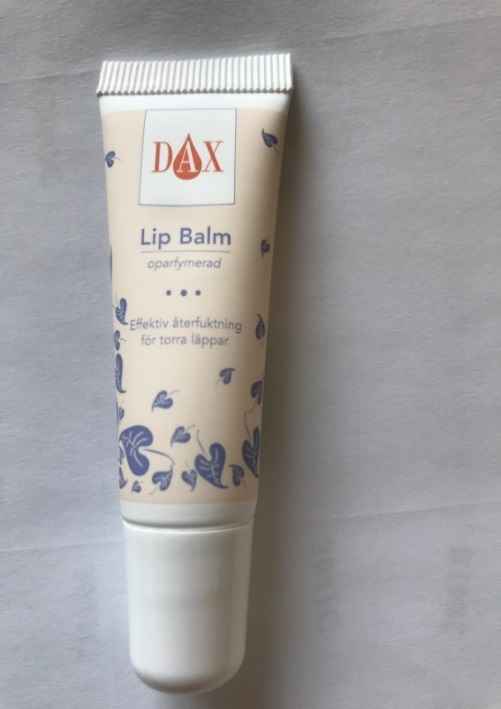 DAX
Lip Balm
oparfymerad
Effektiv återfuktning
för torra läppar